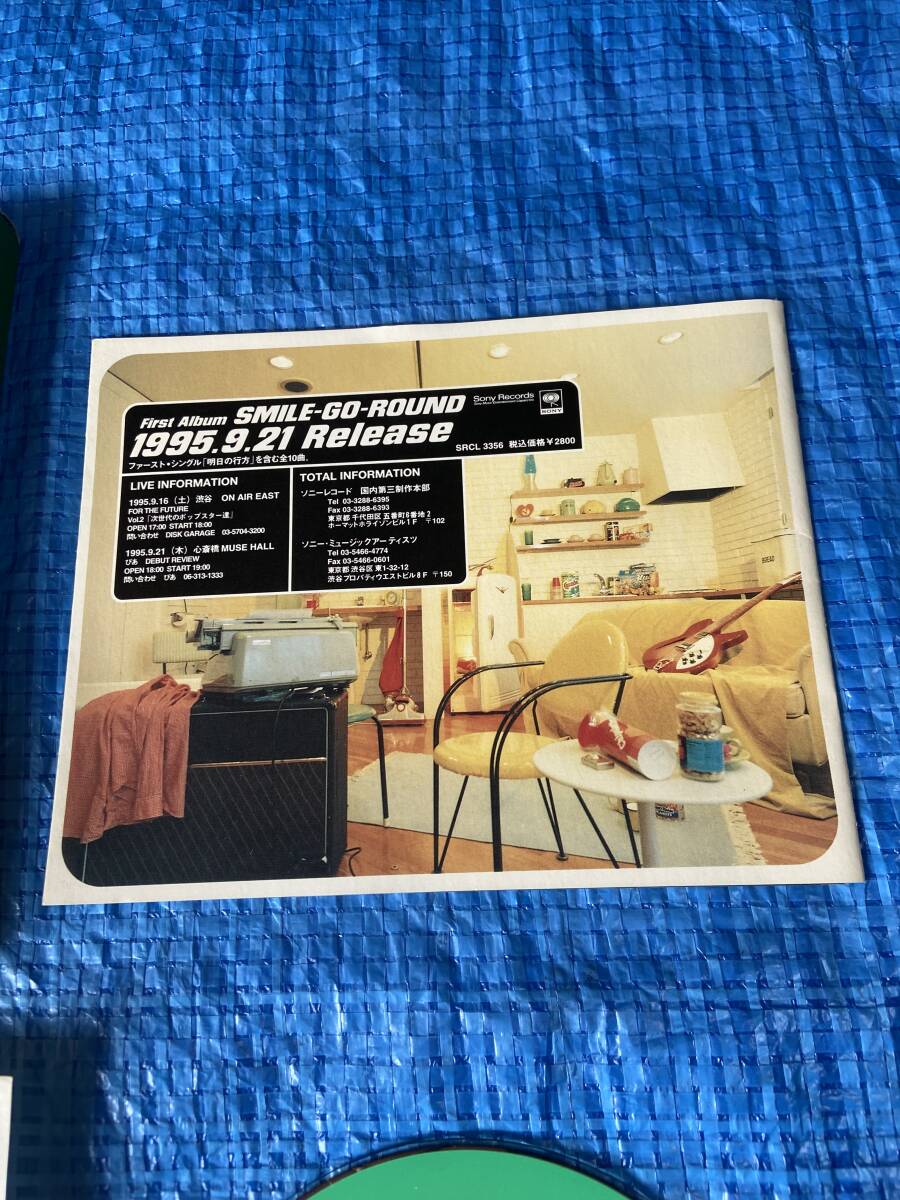 First Album SMILE-GO-ROUND
1995.9.21 Release
Sony Records
SONY
SRCL 3356 税込価格¥2800
ファースト・シングル「明日の行方」を含む全10曲。
LIVE INFORMATION
1995.9.16（土）渋谷 ON AIR EAST
FOR THE FUTURE
Vol.2「次世代のポップスター達」
OPEN 17:00 START 18:00
問い合わせ DISK GARAGE 03-5704-3200
1995.9.21（木）心斎橋 MUSE HALL
ぴあ DEBUT REVIEW
OPEN 18:00 START 19:00
問い合わせ ぴあ 06-313-1333
TOTAL INFORMATION
ソニーレコード 国内第三制作本部
Tel 03-3288-6395
Fax 03-3288-6393
東京都 千代田区 五番町6番地2
ホーマットホライゾンビル1F 〒102
ソニー・ミュージックアーティスツ
Tel 03-5466-4774
Fax 03-5466-0601
東京都 渋谷区 東1-32-12
渋谷プロパティウエストビル8F 〒150
BREAD